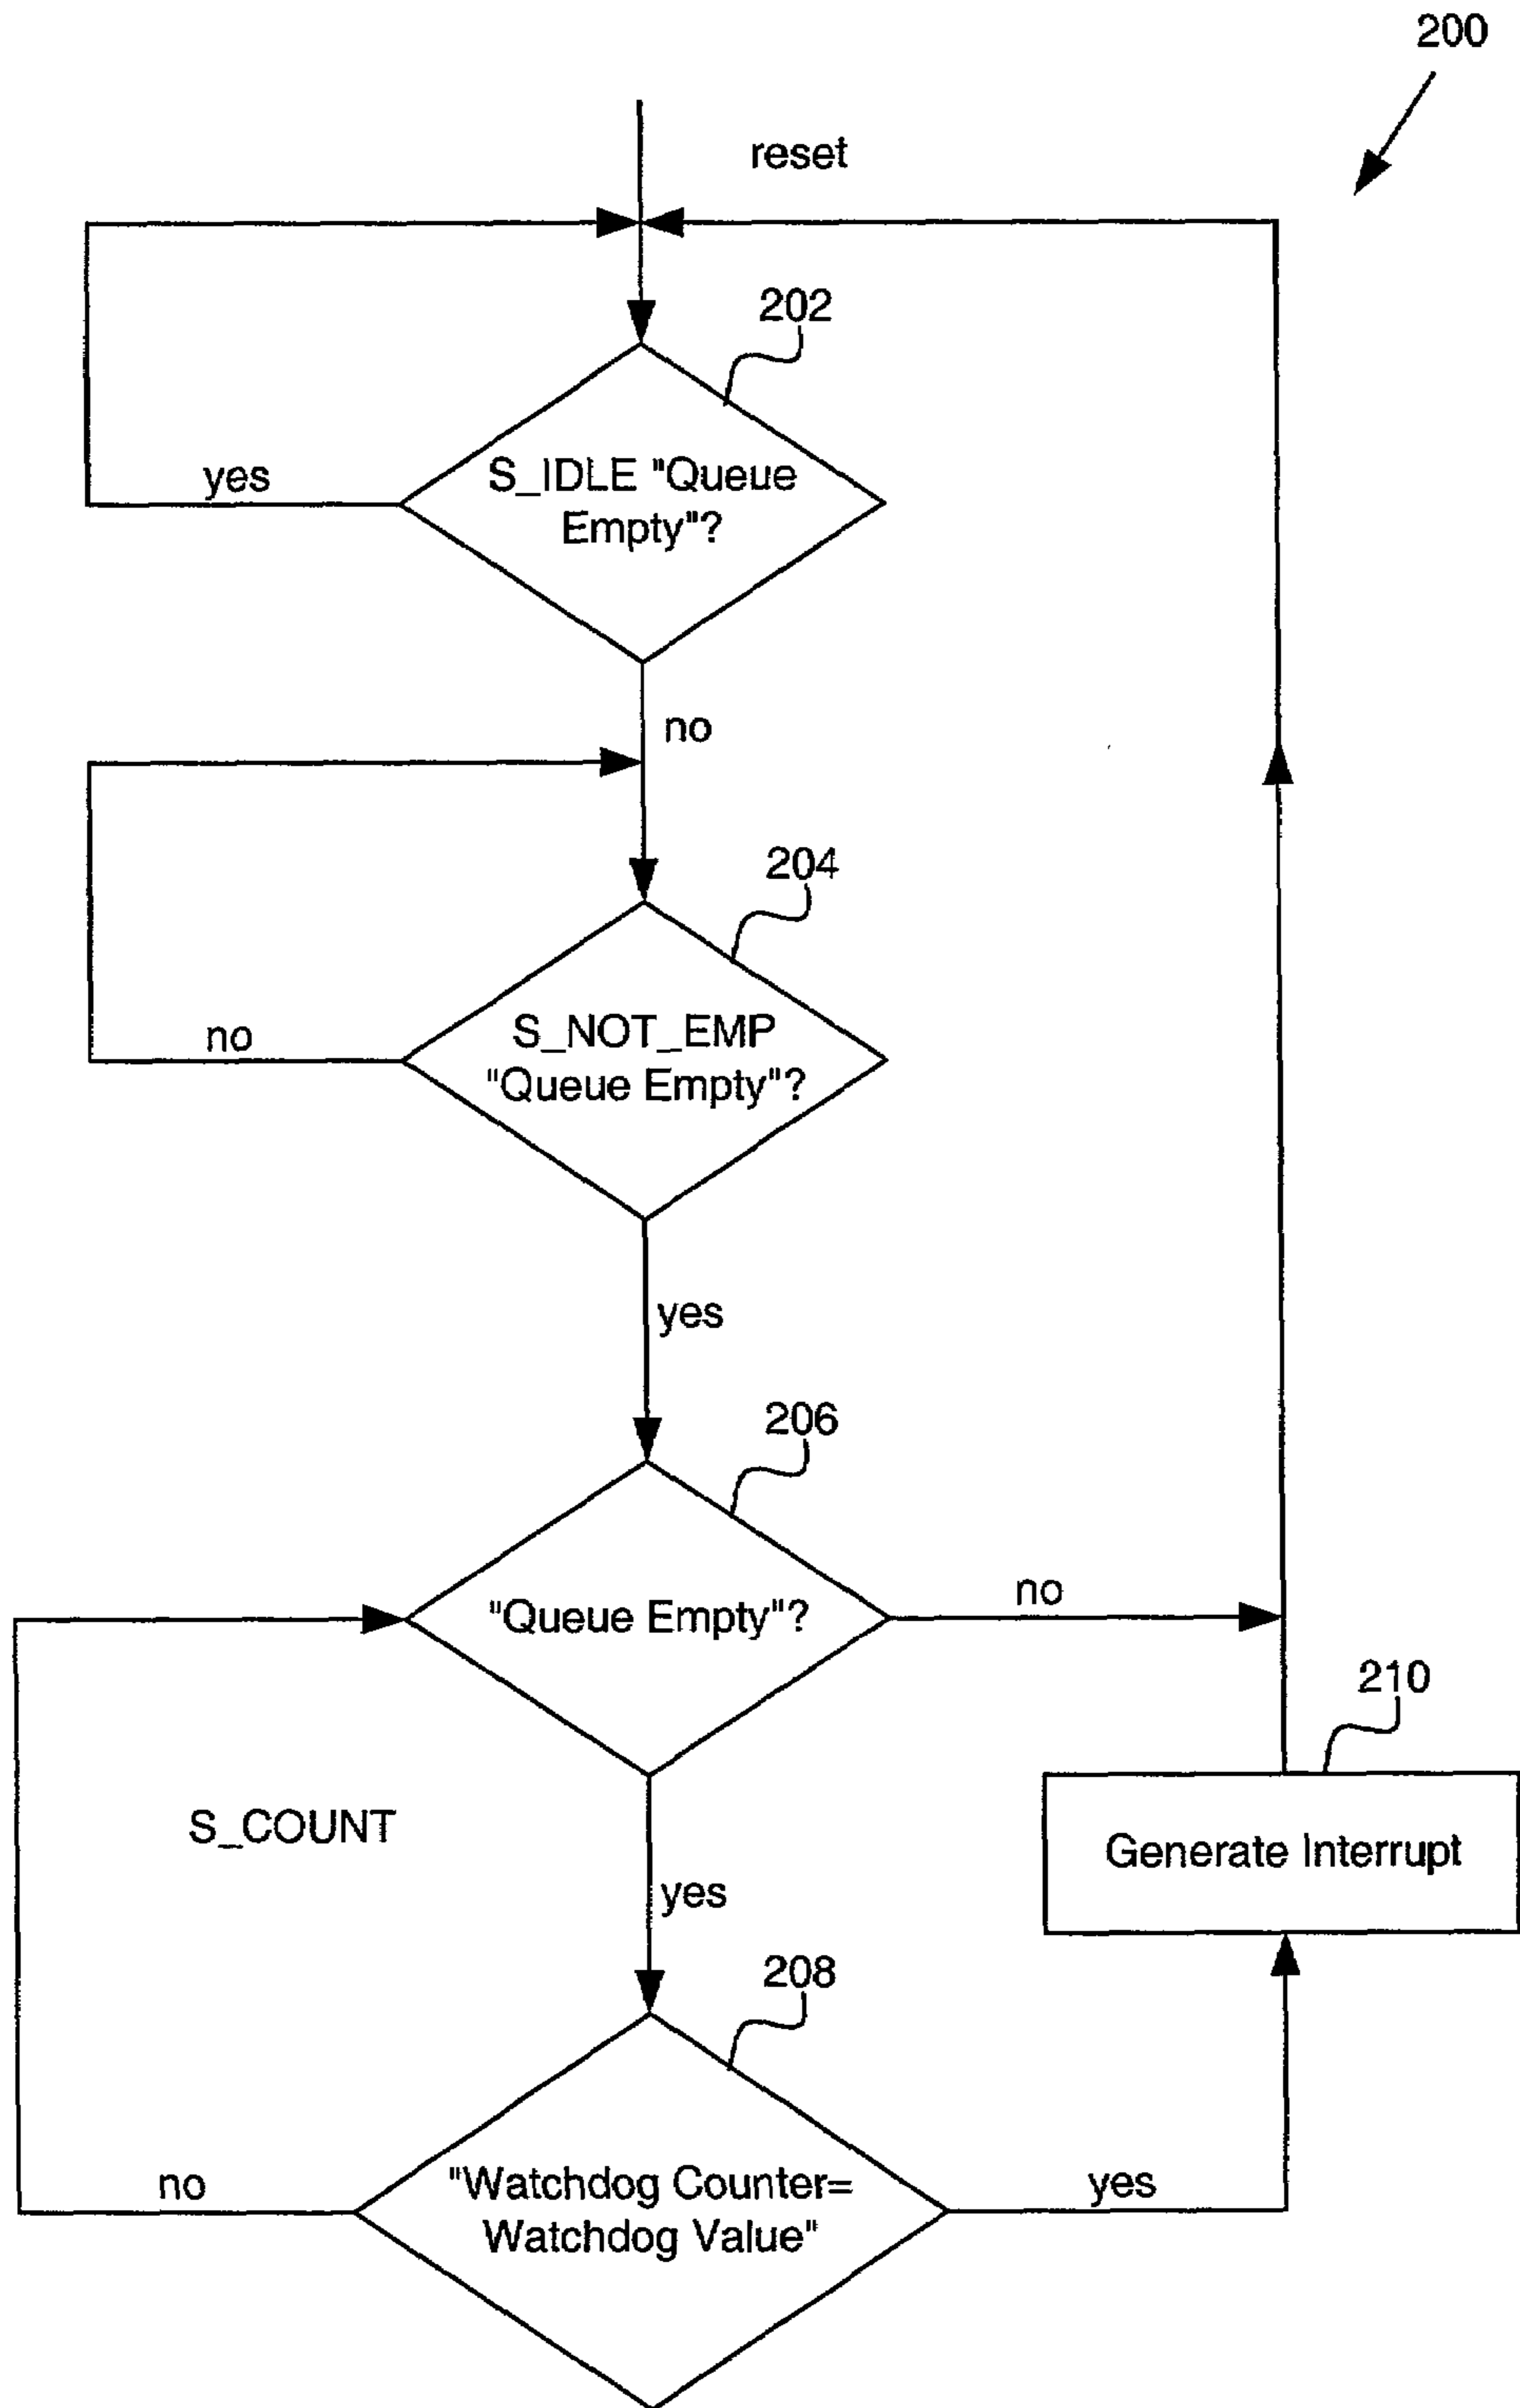 200
reset
202
S_IDLE "Queue
Empty"?
yes
no
204
S_NOT_EMP
"Queue Empty"?
no
yes
206
"Queue Empty"?
no
210
S_COUNT
Generate Interrupt
yes
208
"Watchdog Counter=
Watchdog Value"
no
yes